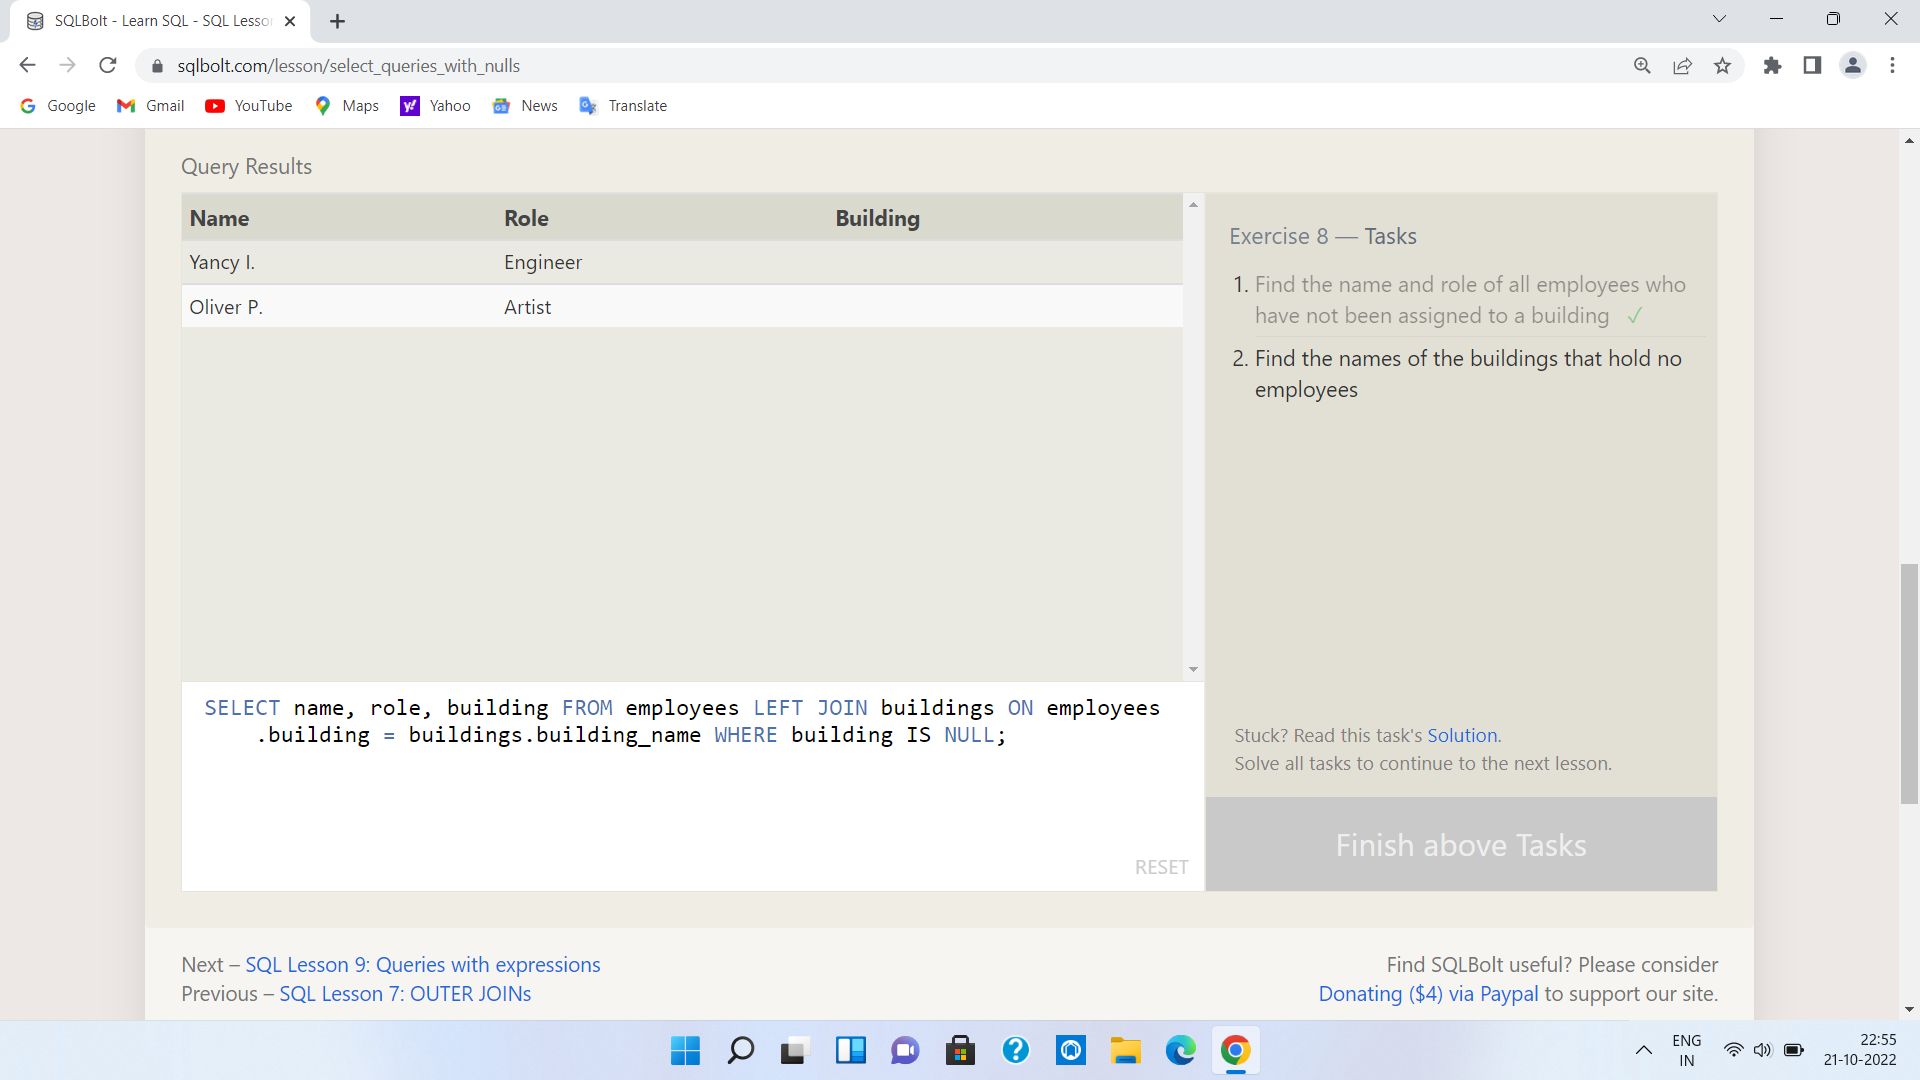 SQLBolt - Learn SQL - SQL Lesso
sqlbolt.com/lesson/select_queries_with_nulls
Google Gmail YouTube Maps Yahoo News Translate
Query Results
Name Role Building
Yancy I. Engineer
Oliver P. Artist
SELECT name, role, building FROM employees LEFT JOIN buildings ON employees
.building = buildings.building_name WHERE building IS NULL;
RESET
Exercise 8 — Tasks
1. Find the name and role of all employees who
have not been assigned to a building ✓
2. Find the names of the buildings that hold no
employees
Stuck? Read this task's Solution.
Solve all tasks to continue to the next lesson.
Finish above Tasks
Next – SQL Lesson 9: Queries with expressions
Previous – SQL Lesson 7: OUTER JOINs
Find SQLBolt useful? Please consider
Donating ($4) via Paypal to support our site.
ENG
IN
22:55
21-10-2022